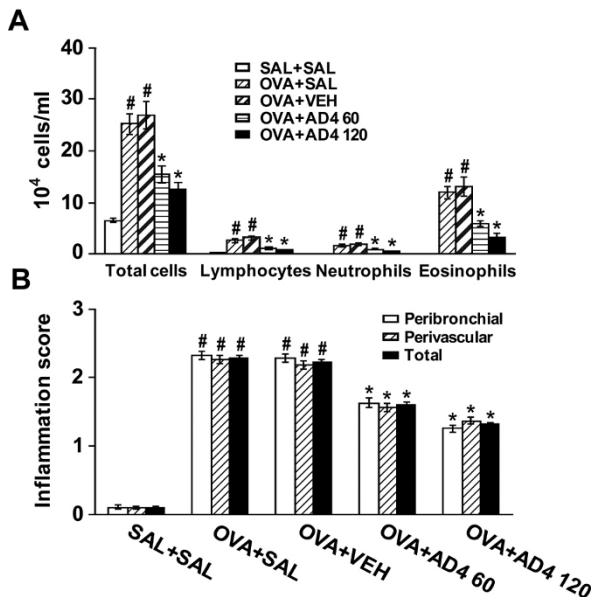 A
40
30
20
10
0
10⁴ cells/ml
SAL+SAL
OVA+SAL
OVA+VEH
OVA+AD4 60
OVA+AD4 120
# # * *
# # * *
# # * *
# # * *
Total cells Lymphocytes Neutrophils Eosinophils
B
3
2
1
0
Inflammation score
Peribronchial
Perivascular
Total
# # #
# # #
* * *
* * *
SAL+SAL
OVA+SAL
OVA+VEH
OVA+AD4 60
OVA+AD4 120